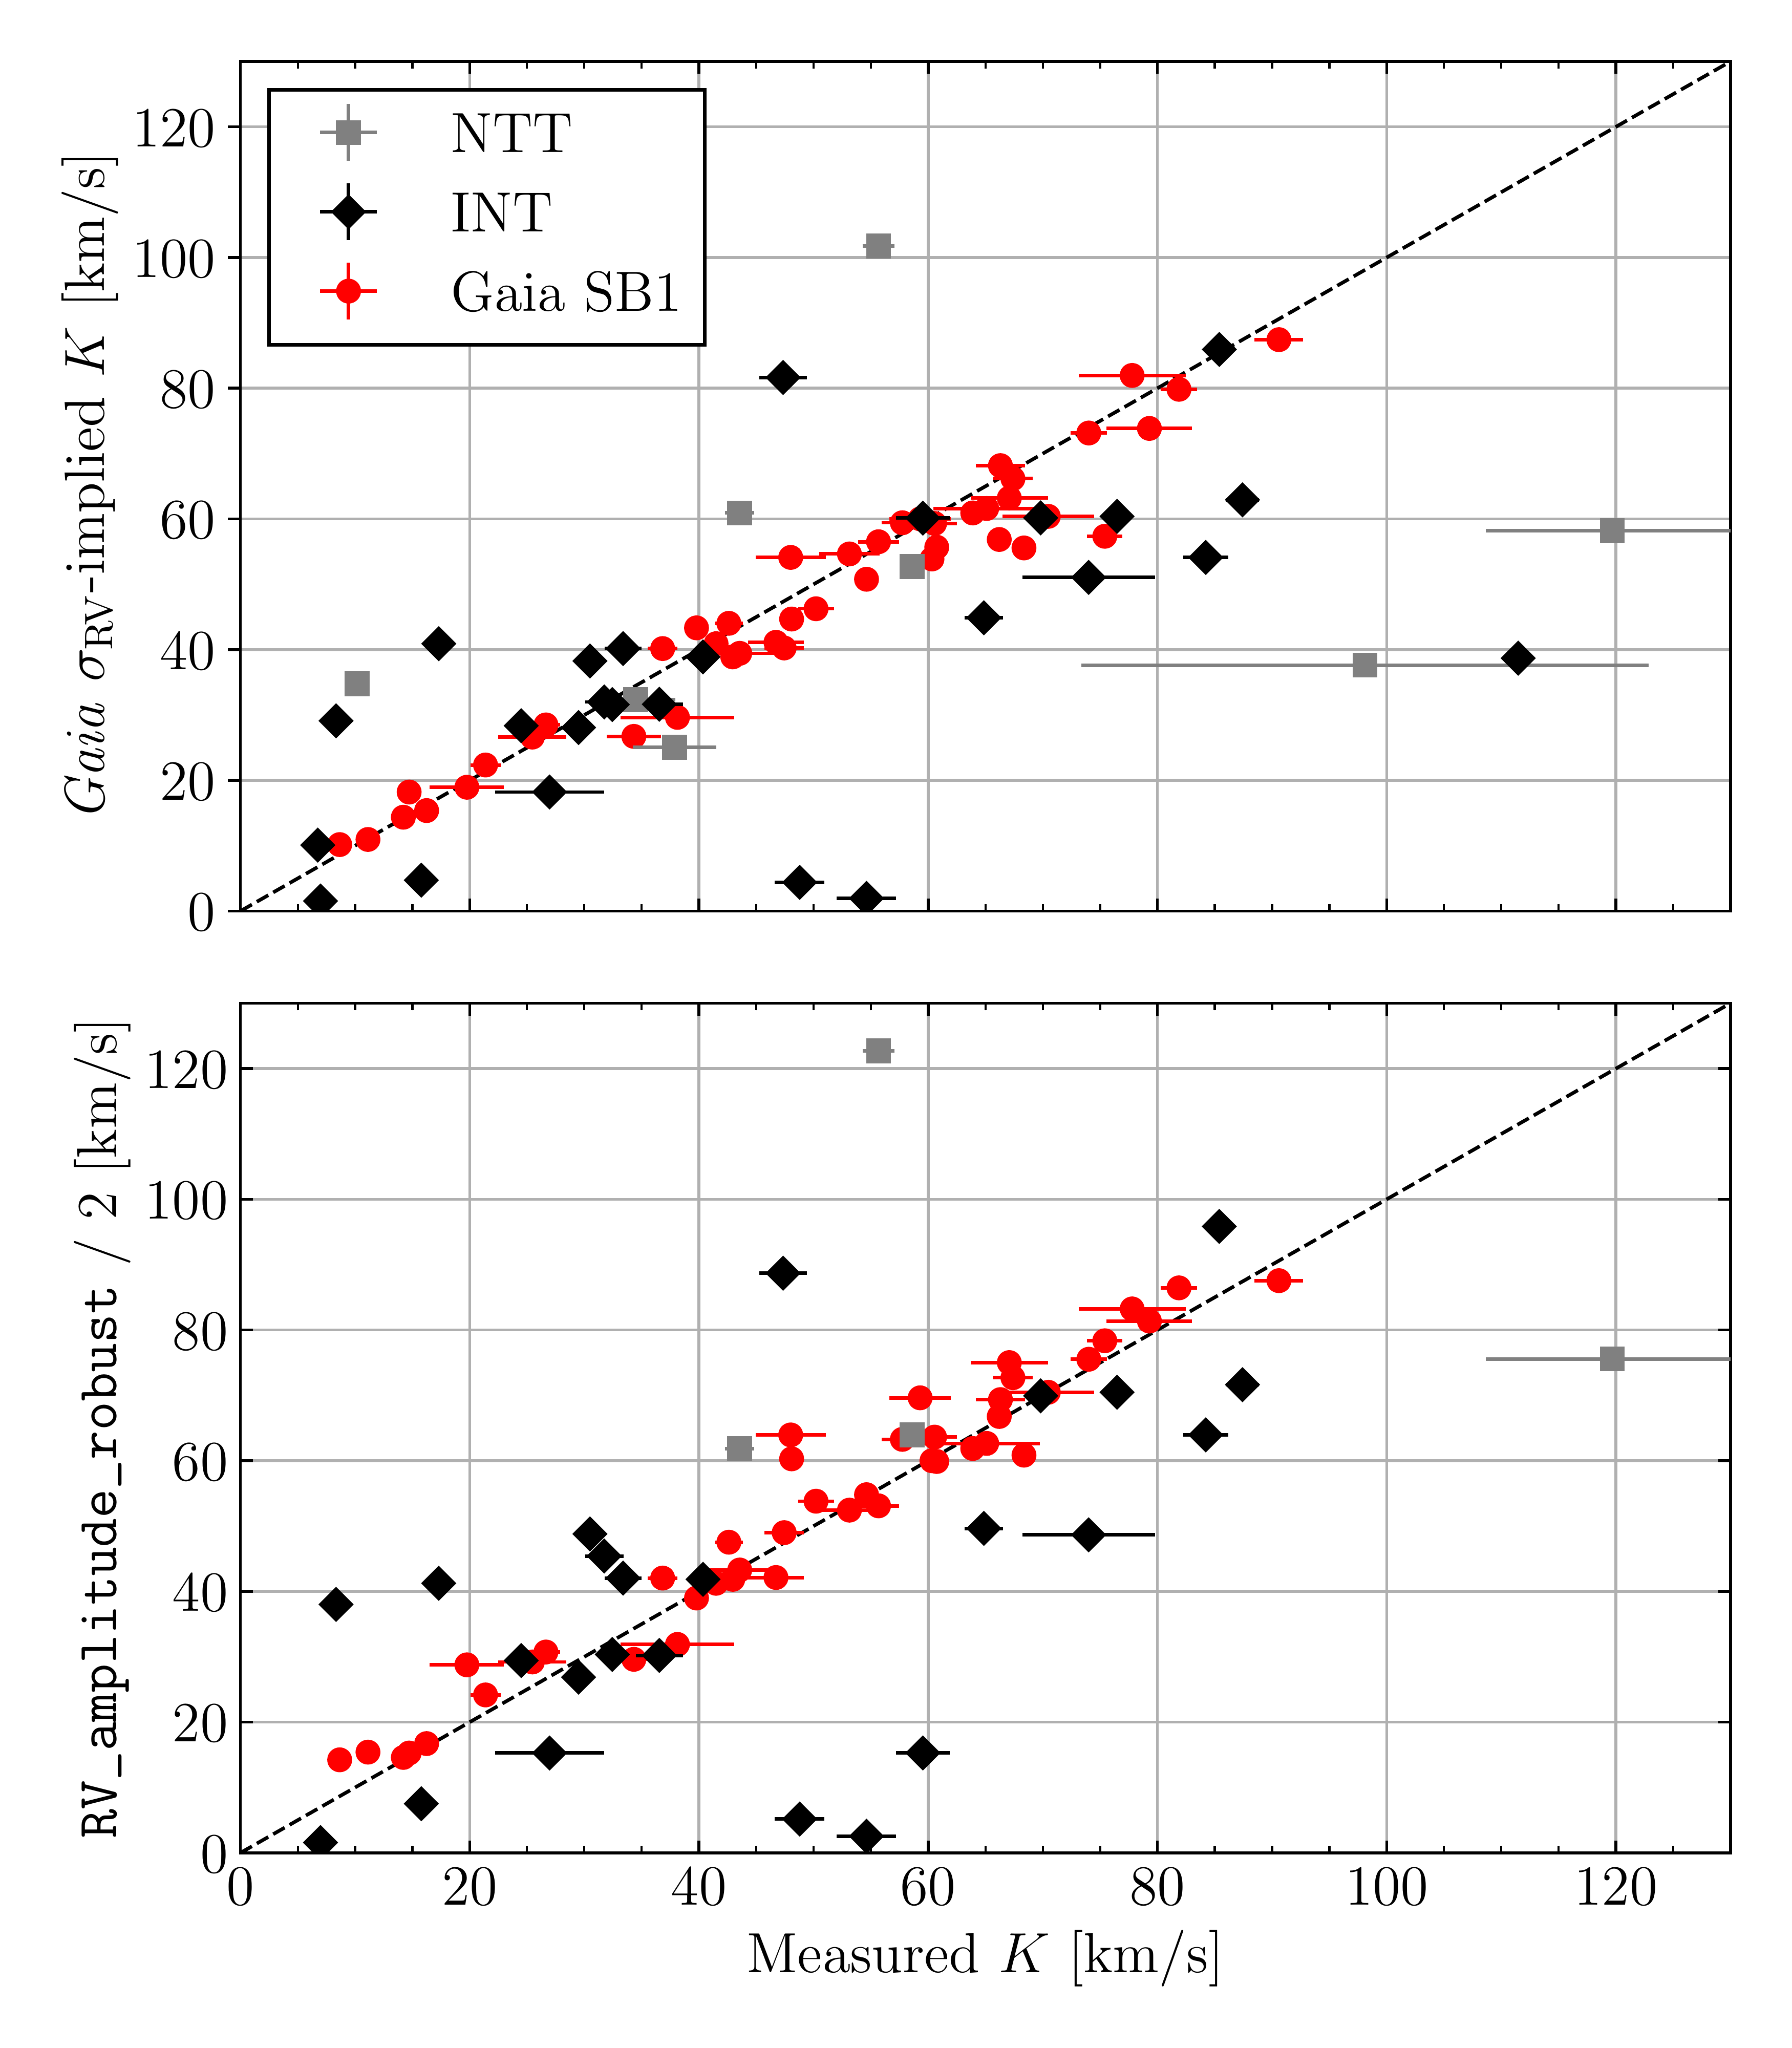 NTT
INT
Gaia SB1
Gaia σRV-implied K [km/s]
120
100
80
60
40
20
0
RV_amplitude_robust / 2 [km/s]
120
100
80
60
40
20
0
0 20 40 60 80 100 120
Measured K [km/s]